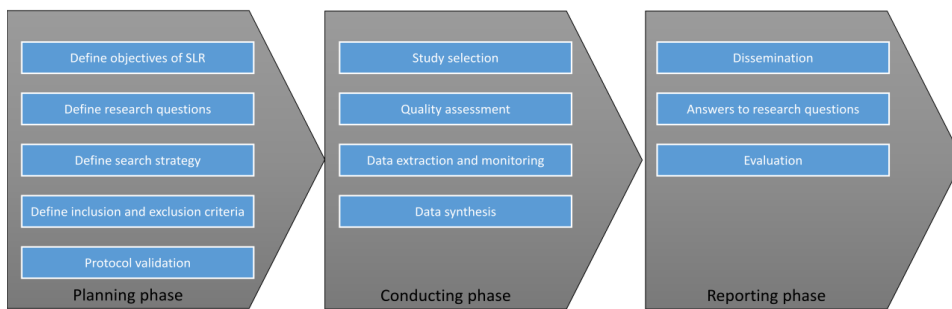 Define objectives of SLR
Define research questions
Define search strategy
Define inclusion and exclusion criteria
Protocol validation
Planning phase
Study selection
Quality assessment
Data extraction and monitoring
Data synthesis
Conducting phase
Dissemination
Answers to research questions
Evaluation
Reporting phase